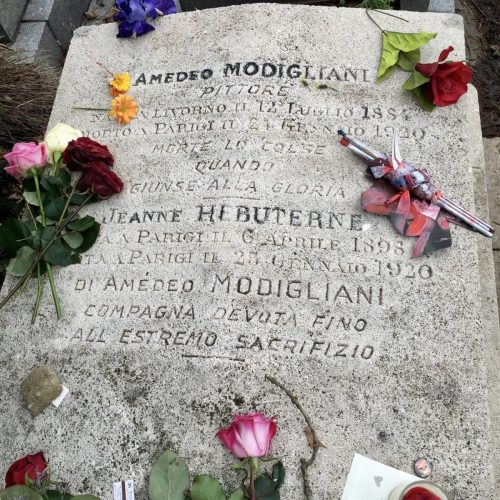 AMEDEO MODIGLIANI
PITTORE
LIVORNO IL 12 LUGLIO 1884
A PARIGI IL 24 GENNAIO 1920
MORTE LO COLSE
QUANDO
GIUNSE ALLA GLORIA
JEANNE HEBUTERNE
A PARIGI IL 6 APRILE 1898
A PARIGI IL 25 GENNAIO 1920
DI AMEDEO MODIGLIANI
COMPAGNA DEVOTA FINO
ALL ESTREMO SACRIFIZIO